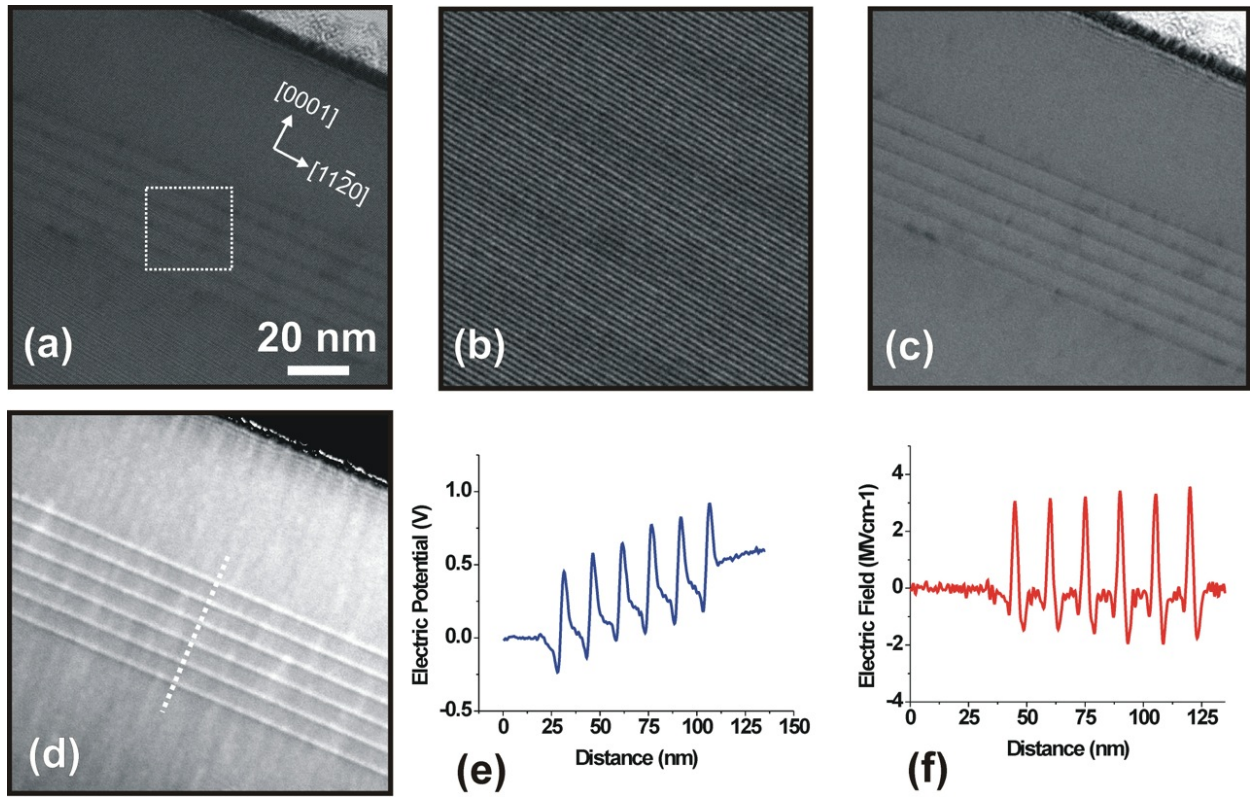 [0001]
[112̄0]
(a)
20 nm
(b)
(c)
(d)
Electric Potential (V)
1.0
0.5
0.0
-0.5
0 25 50 75 100 125 150
Distance (nm)
(e)
Electric Field (MVcm-1)
4
2
0
-2
-4
0 25 50 75 100 125
Distance (nm)
(f)